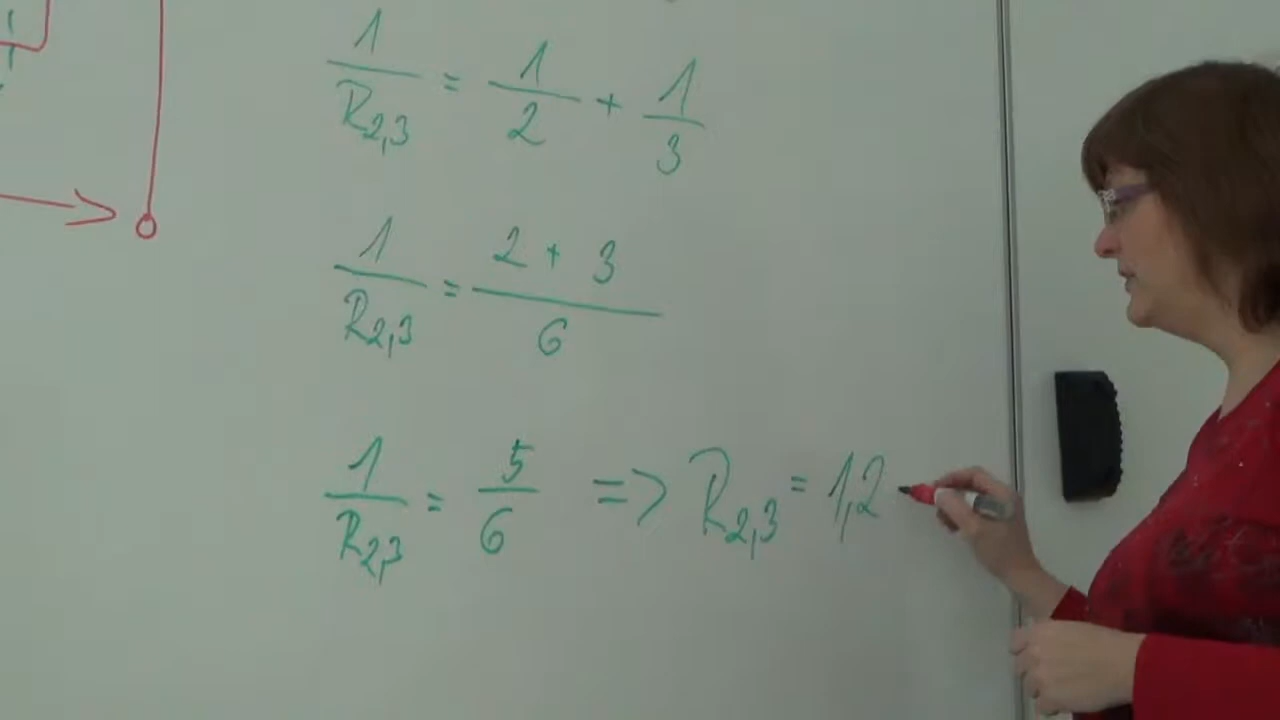 1/R₂,₃ = 1/2 + 1/3
1/R₂,₃ = (2 + 3)/6
1/R₂,₃ = 5/6 => R₂,₃ = 1,2